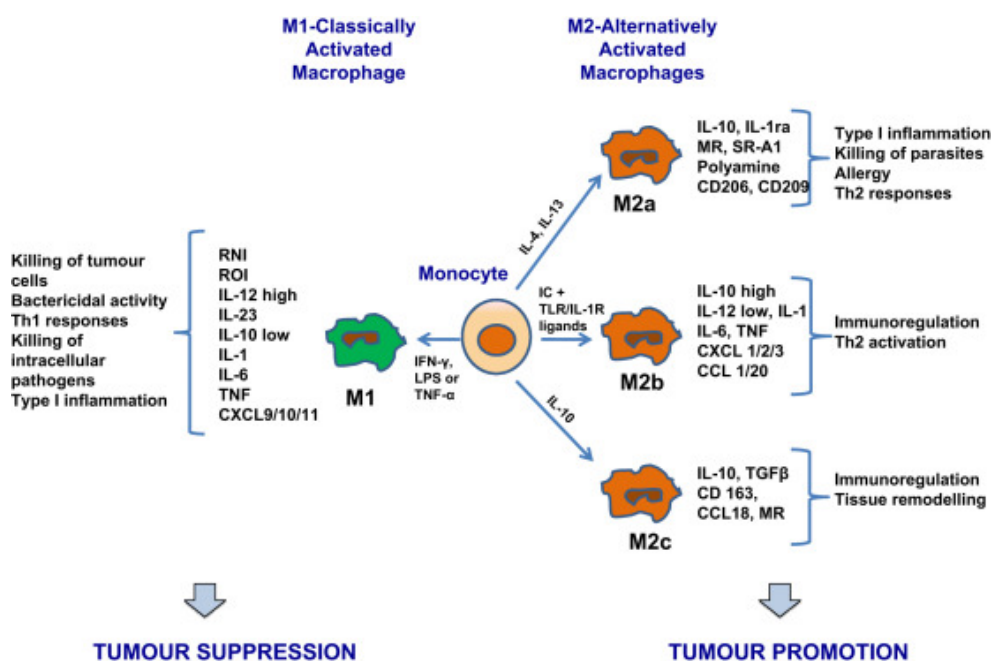 M1-Classically
Activated
Macrophage
M2-Alternatively
Activated
Macrophages
IL-10, IL-1ra
MR, SR-A1
Polyamine
CD206, CD209
Type I inflammation
Killing of parasites
Allergy
Th2 responses
M2a
IL-4, IL-13
Killing of tumour
cells
Bactericidal activity
Th1 responses
Killing of
intracellular
pathogens
Type I inflammation
RNI
ROI
IL-12 high
IL-23
IL-10 low
IL-1
IL-6
TNF
CXCL9/10/11
M1
Monocyte
IFN-γ,
LPS or
TNF-α
IC +
TLR/IL-1R
ligands
M2b
IL-10 high
IL-12 low, IL-1
IL-6, TNF
CXCL 1/2/3
CCL 1/20
Immunoregulation
Th2 activation
IL-10
M2c
IL-10, TGFβ
CD 163,
CCL18, MR
Immunoregulation
Tissue remodelling
TUMOUR SUPPRESSION
TUMOUR PROMOTION